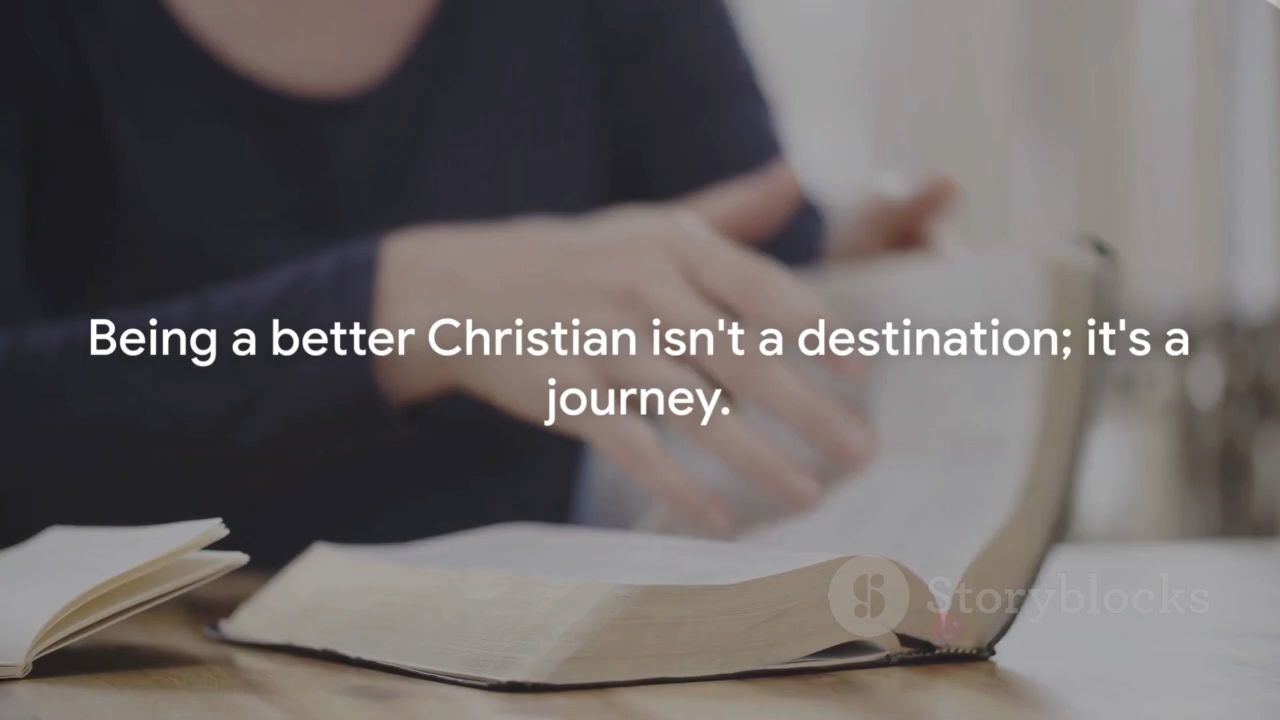 Being a better Christian isn't a destination; it's a
journey.
Storyblocks